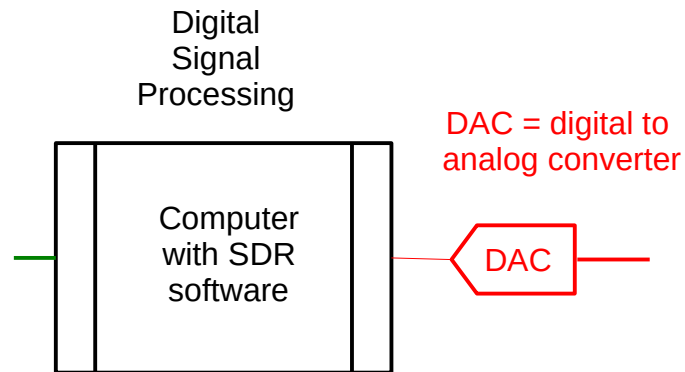 Digital
Signal
Processing
DAC = digital to
analog converter
Computer
with SDR
software
DAC